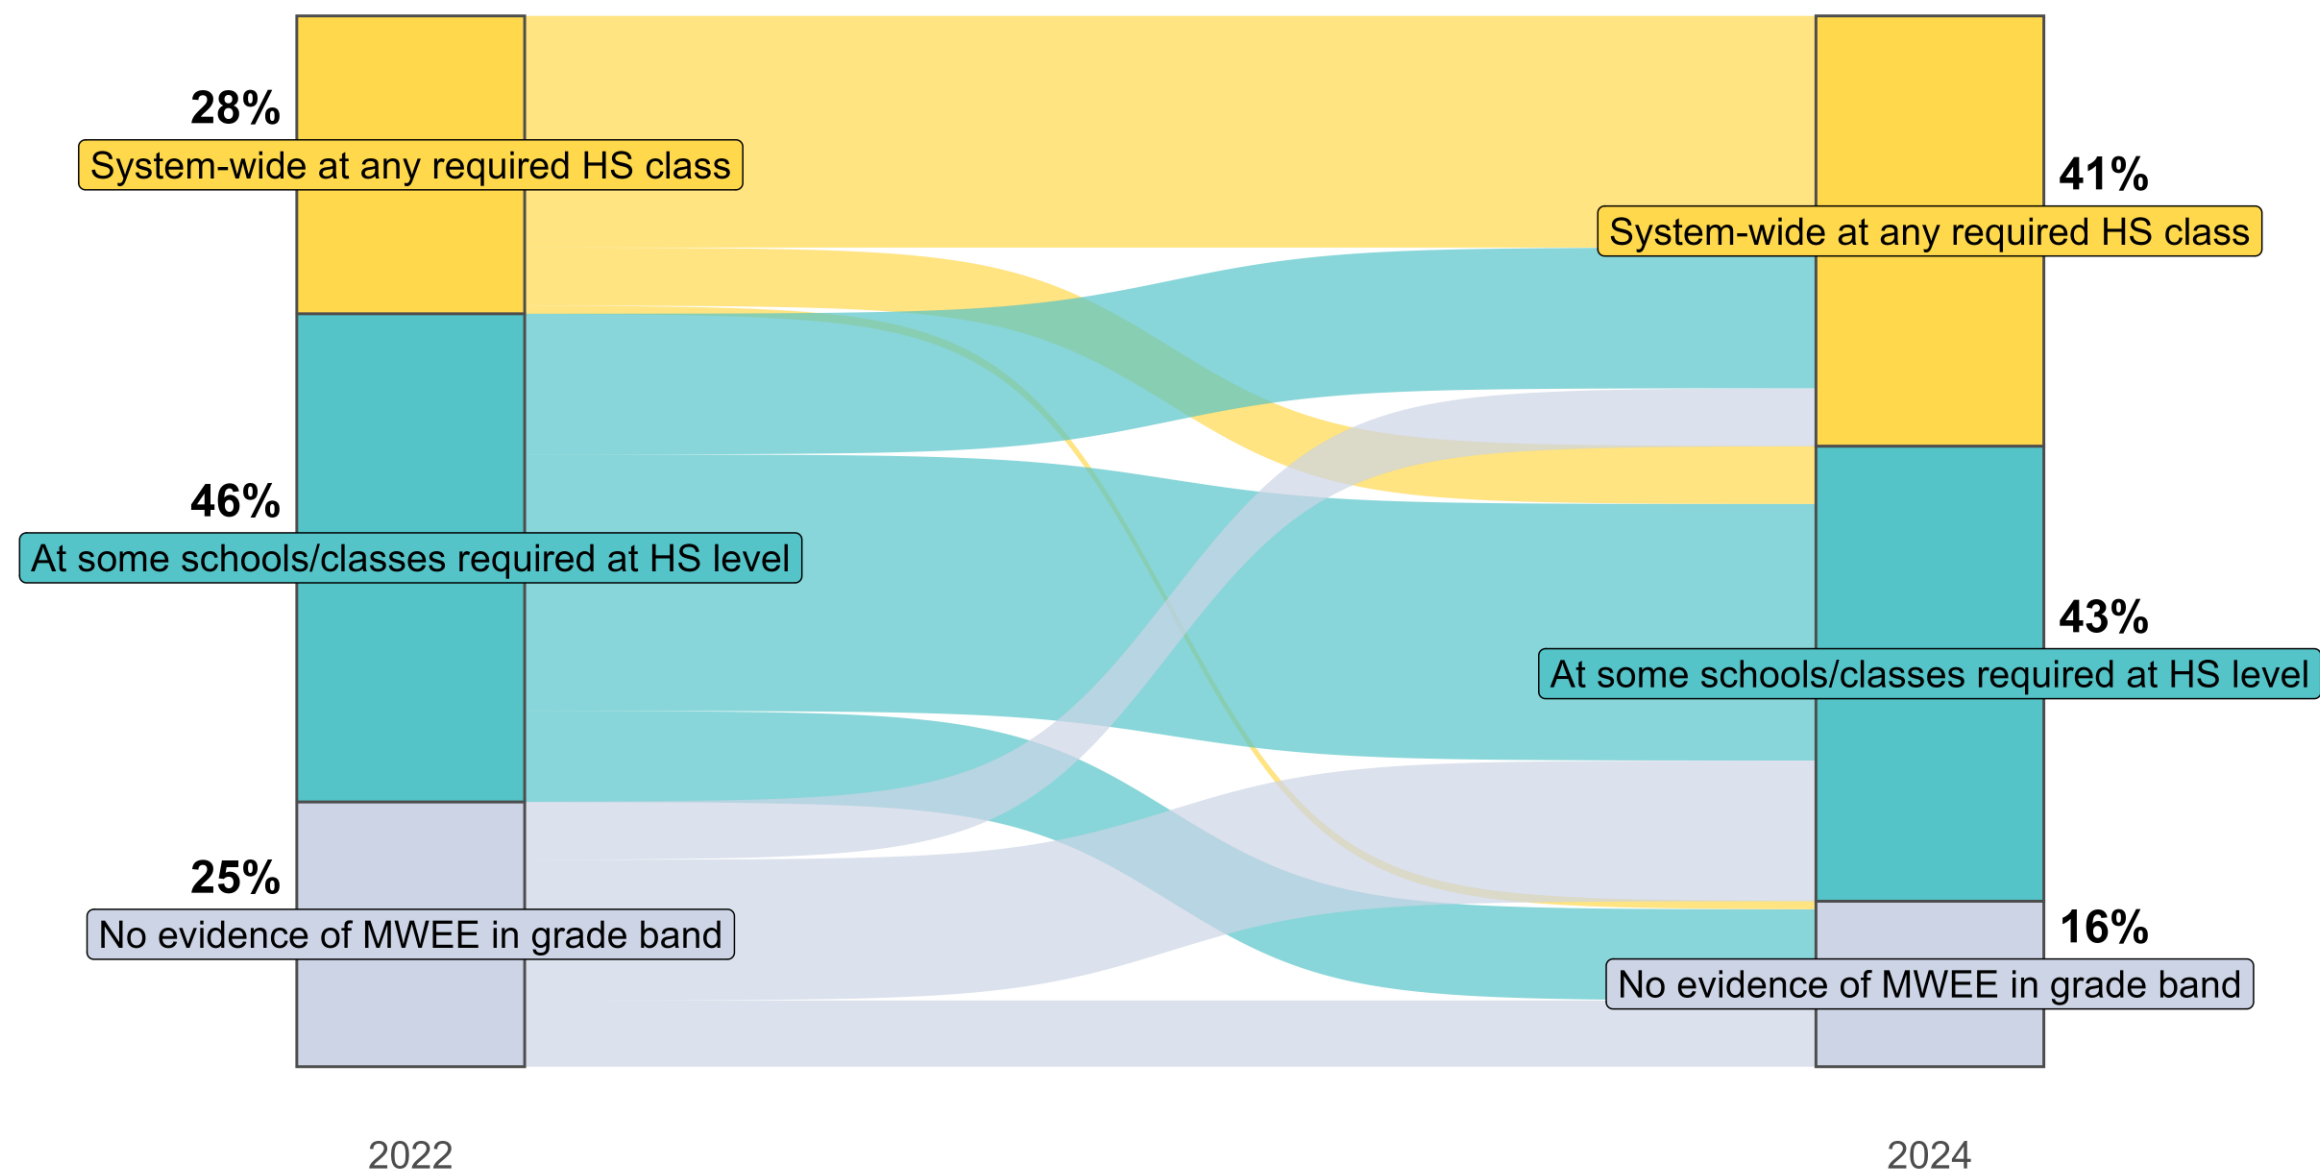 28%
System-wide at any required HS class
46%
At some schools/classes required at HS level
25%
No evidence of MWEE in grade band
2022
41%
System-wide at any required HS class
43%
At some schools/classes required at HS level
16%
No evidence of MWEE in grade band
2024